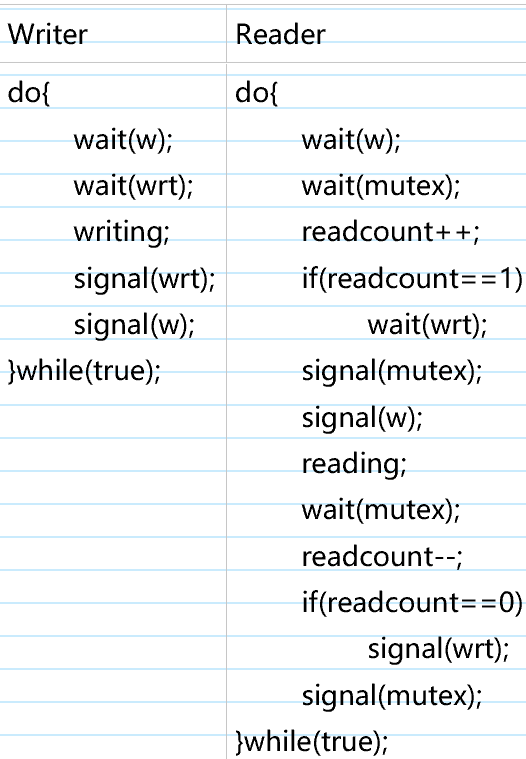 Writer
do{
wait(w);
wait(wrt);
writing;
signal(wrt);
signal(w);
}while(true);
Reader
do{
wait(w);
wait(mutex);
readcount++;
if(readcount==1)
wait(wrt);
signal(mutex);
signal(w);
reading;
wait(mutex);
readcount--;
if(readcount==0)
signal(wrt);
signal(mutex);
}while(true);